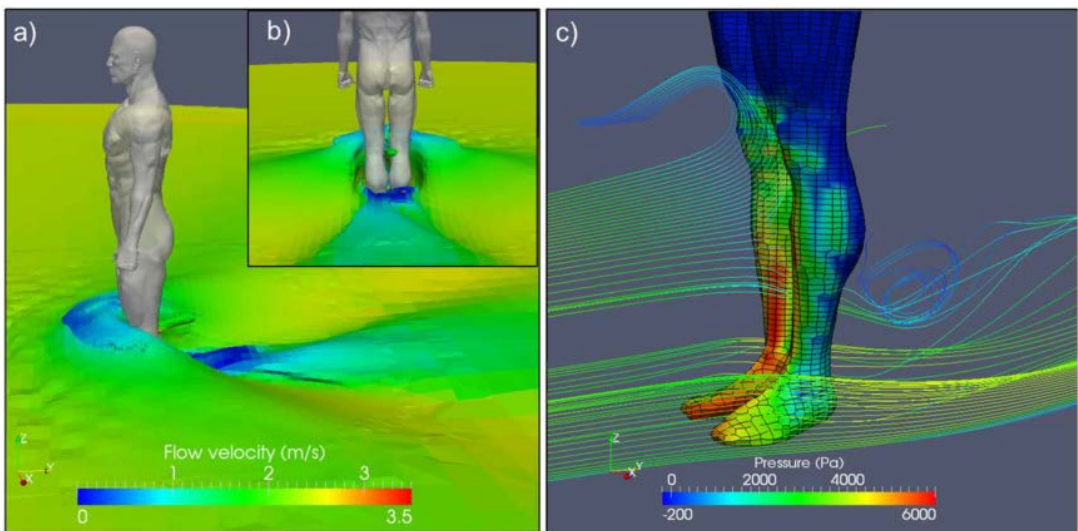 a)
b)
c)
Z
Y
X
Flow velocity (m/s)
1 2 3
0 3.5
Z
Y
X
Pressure (Pa)
0 2000 4000
-200 6000